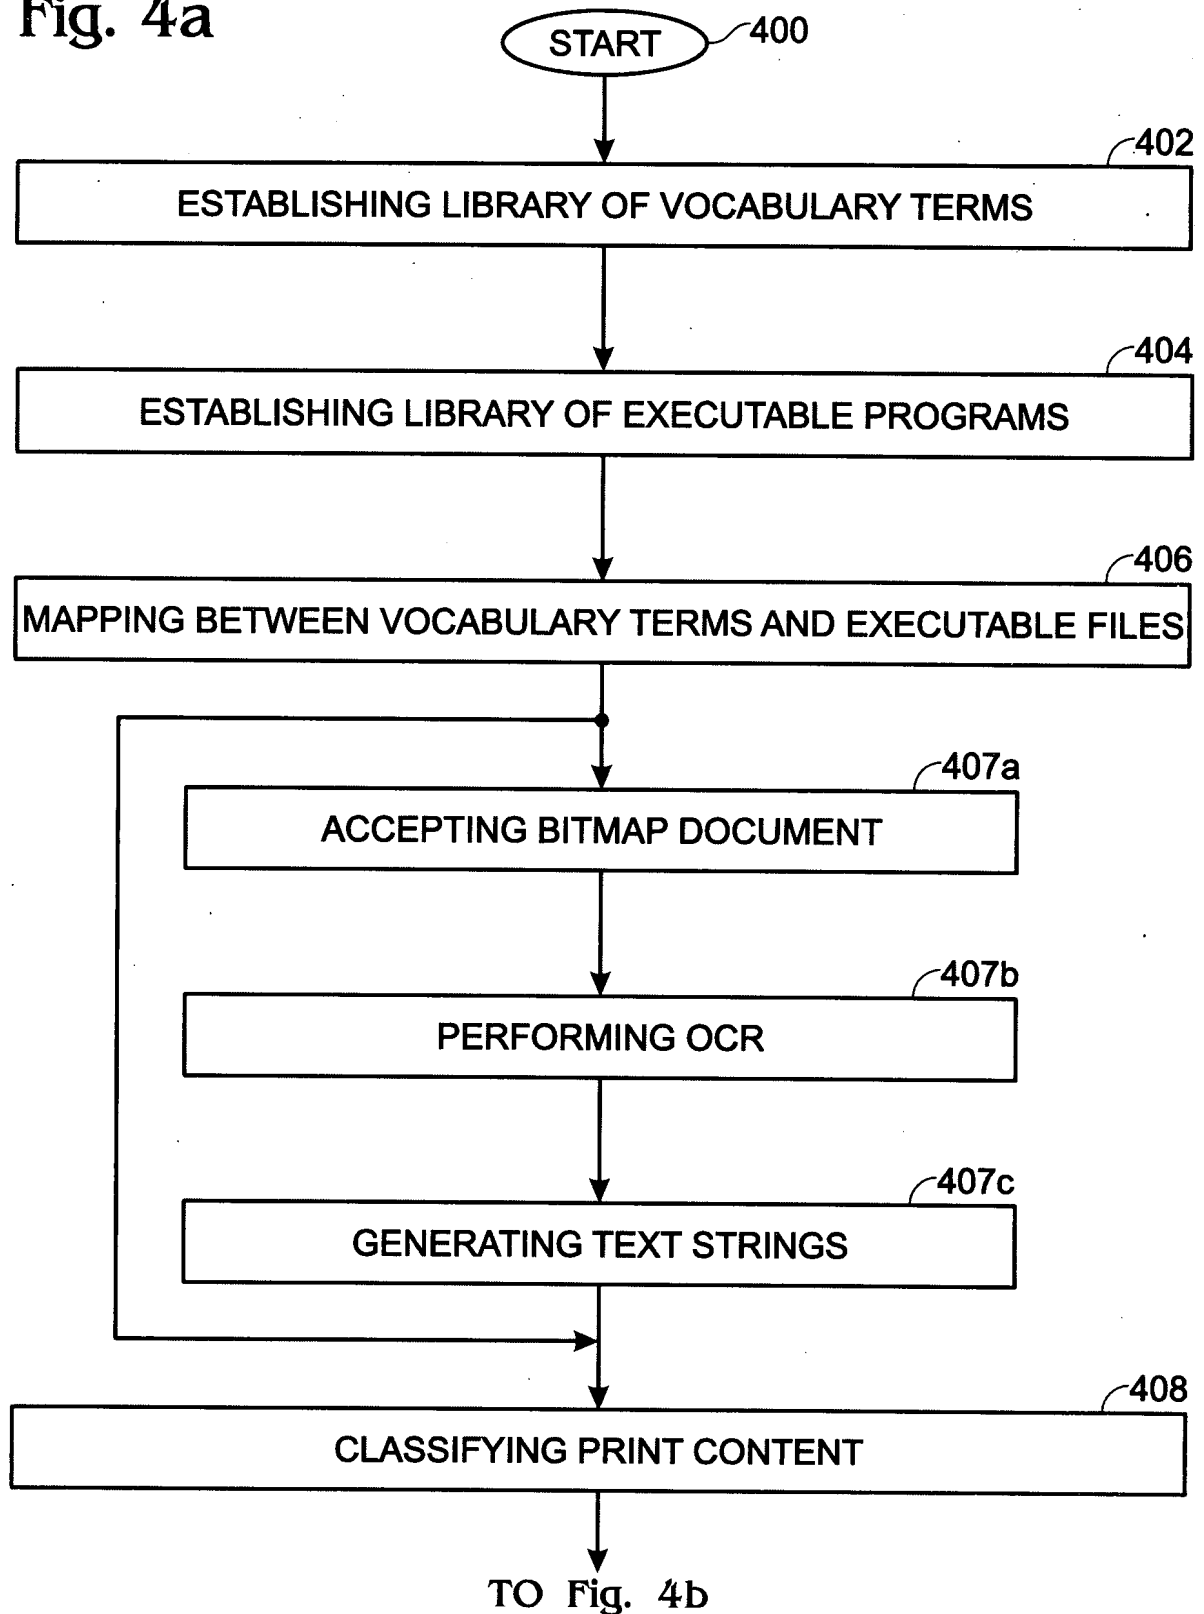 Fig. 4a
START
400
402
ESTABLISHING LIBRARY OF VOCABULARY TERMS
404
ESTABLISHING LIBRARY OF EXECUTABLE PROGRAMS
406
MAPPING BETWEEN VOCABULARY TERMS AND EXECUTABLE FILES
407a
ACCEPTING BITMAP DOCUMENT
407b
PERFORMING OCR
407c
GENERATING TEXT STRINGS
408
CLASSIFYING PRINT CONTENT
TO Fig. 4b